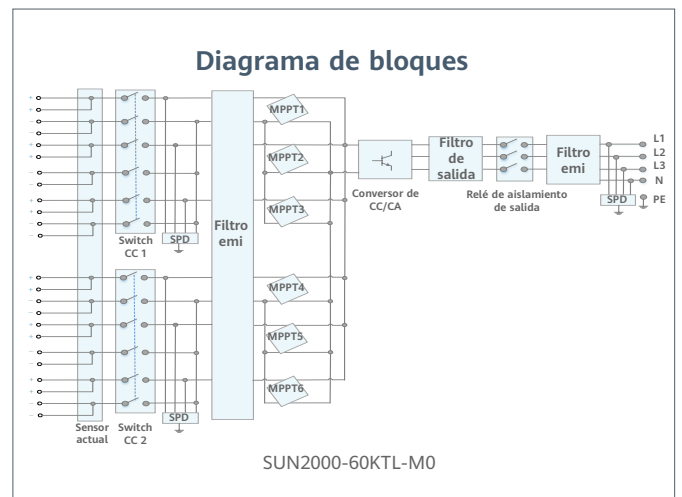 Diagrama de bloques
MPPT1
MPPT2
MPPT3
MPPT4
MPPT5
MPPT6
Filtro
emi
Switch
CC 1
SPD
Sensor
actual
Switch
CC 2
SPD
Conversor de
CC/CA
Filtro
de
salida
Relé de aislamiento
de salida
Filtro
emi
L1
L2
L3
N
PE
SPD
SUN2000-60KTL-M0